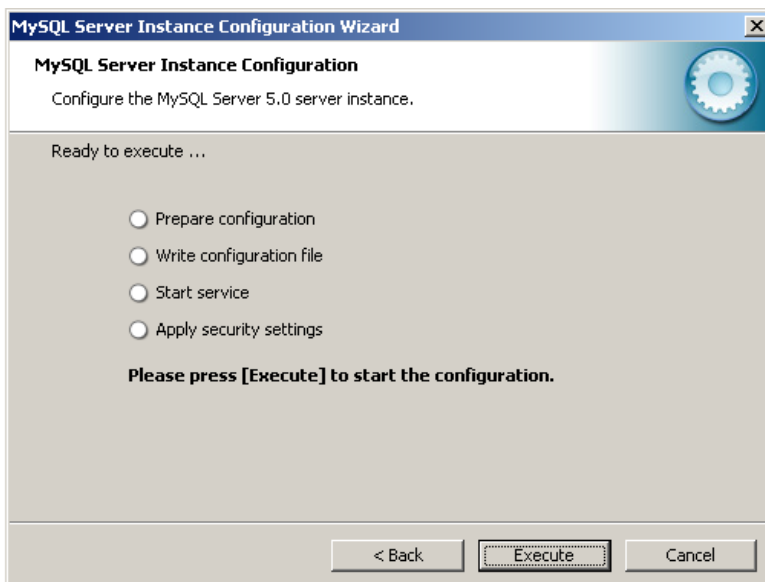 MySQL Server Instance Configuration Wizard
MySQL Server Instance Configuration
Configure the MySQL Server 5.0 server instance.
Ready to execute ...
Prepare configuration
Write configuration file
Start service
Apply security settings
Please press [Execute] to start the configuration.
< Back Execute Cancel